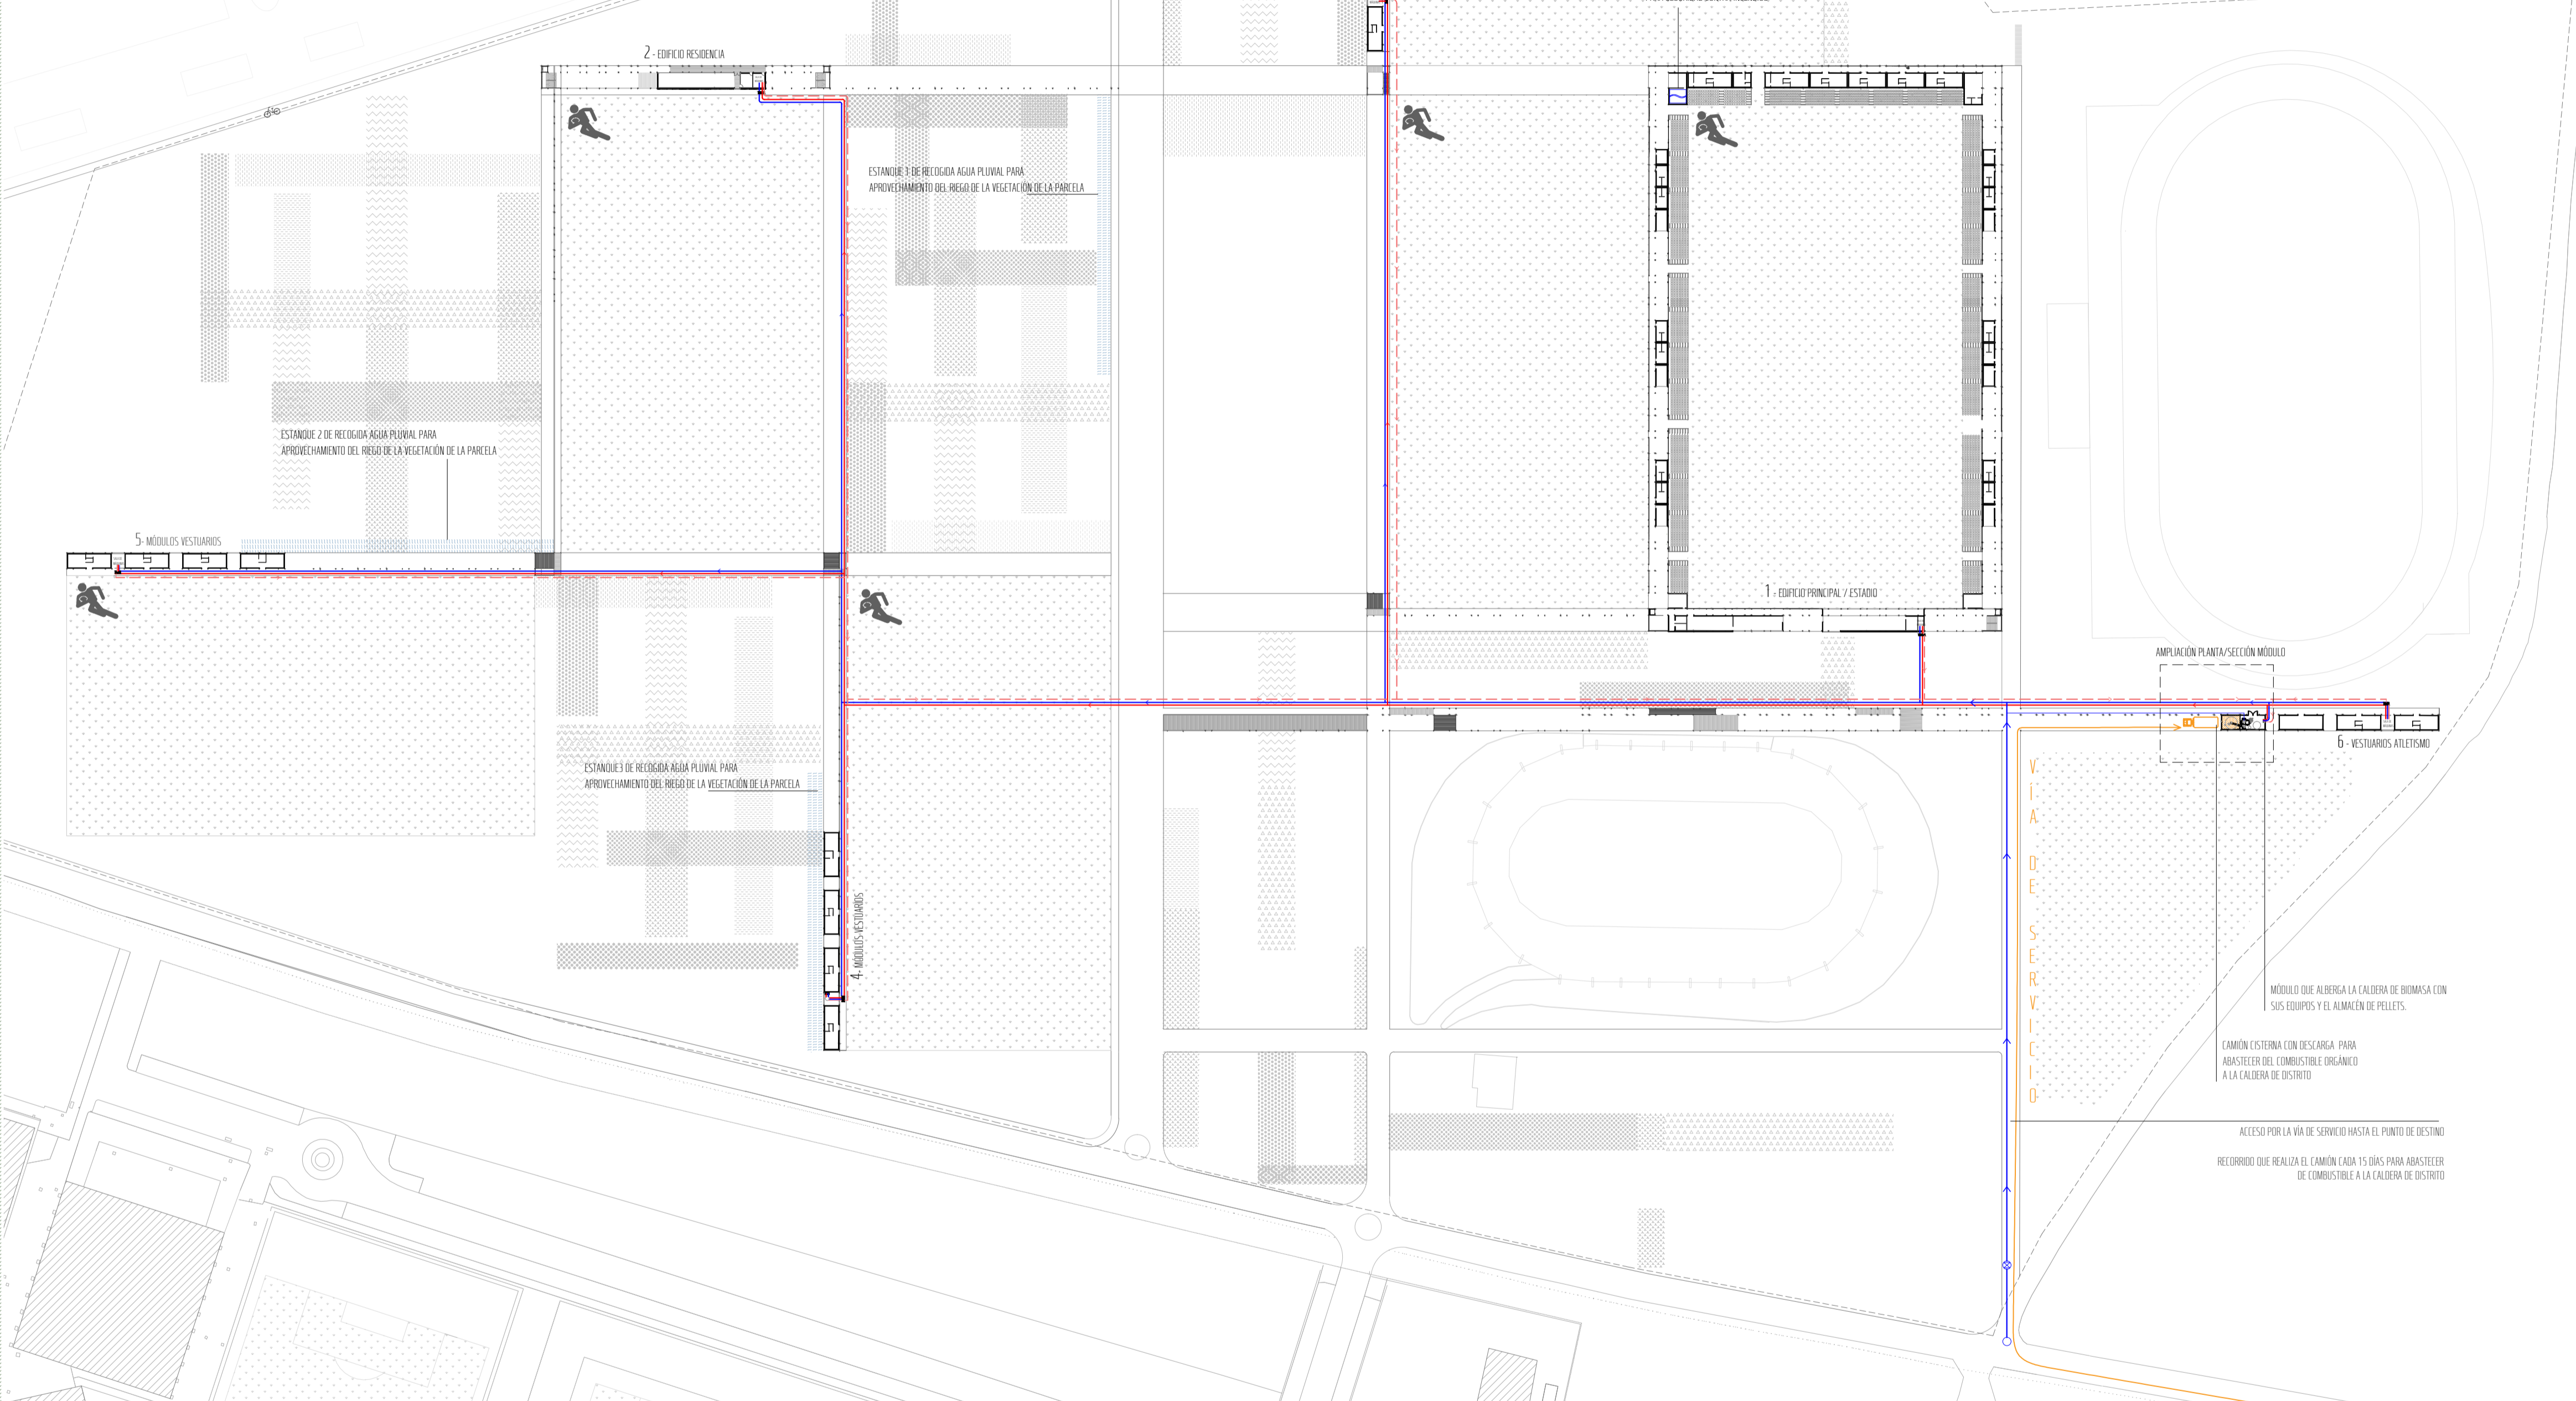 2 - EDIFICIO RESIDENCIA
ESTANQUE 1 DE RECOGIDA AGUA PLUVIAL PARA
APROVECHAMIENTO DEL RIEGO DE LA VEGETACIÓN DE LA PARCELA
ESTANQUE 2 DE RECOGIDA AGUA PLUVIAL PARA
APROVECHAMIENTO DEL RIEGO DE LA VEGETACIÓN DE LA PARCELA
5- MÓDULOS VESTUARIOS
1 - EDIFICIO PRINCIPAL / ESTADIO
AMPLIACIÓN PLANTA/SECCIÓN MÓDULO
6 - VESTUARIOS ATLETISMO
ESTANQUE3 DE RECOGIDA AGUA PLUVIAL PARA
APROVECHAMIENTO DEL RIEGO DE LA VEGETACIÓN DE LA PARCELA
4- MÓDULOS VESTUARIOS
VÍA DE SERVICIO
MÓDULO QUE ALBERGA LA CALDERA DE BIOMASA CON
SUS EQUIPOS Y EL ALMACÉN DE PELLETS.
CAMIÓN CISTERNA CON DESCARGA PARA
ABASTECER DEL COMBUSTIBLE ORGÁNICO
A LA CALDERA DE DISTRITO
ACCESO POR LA VÍA DE SERVICIO HASTA EL PUNTO DE DESTINO
RECORRIDO QUE REALIZA EL CAMIÓN CADA 15 DÍAS PARA ABASTECER
DE COMBUSTIBLE A LA CALDERA DE DISTRITO